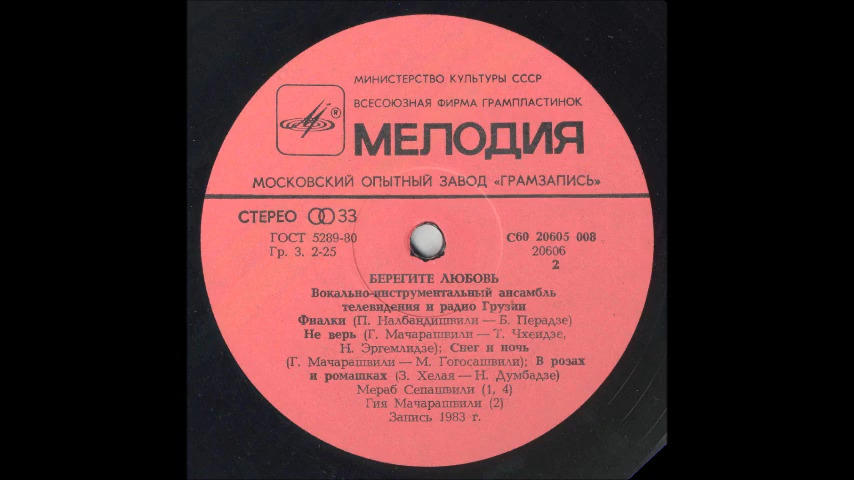 МИНИСТЕРСТВО КУЛЬТУРЫ СССР
ВСЕСОЮЗНАЯ ФИРМА ГРАМПЛАСТИНОК
®
МЕЛОДИЯ
МОСКОВСКИЙ ОПЫТНЫЙ ЗАВОД «ГРАМЗАПИСЬ»
СТЕРЕО 33
ГОСТ 5289-80
Гр. 3. 2-25
С60 20605 008
20606
2
БЕРЕГИТЕ ЛЮБОВЬ
Вокально-инструментальный ансамбль
телевидения и радио Грузии
Фиалки (П. Налбандишвили — Б. Перадзе)
Не верь (Г. Мачарашвили — Т. Чхеидзе,
Н. Эргемлидзе); Снег и ночь
(Г. Мачарашвили — М. Гогосашвили); В розах
и ромашках (З. Хелая — Н. Думбадзе)
Мераб Сепашвили (1, 4)
Гия Мачарашвили (2)
Запись 1983 г.